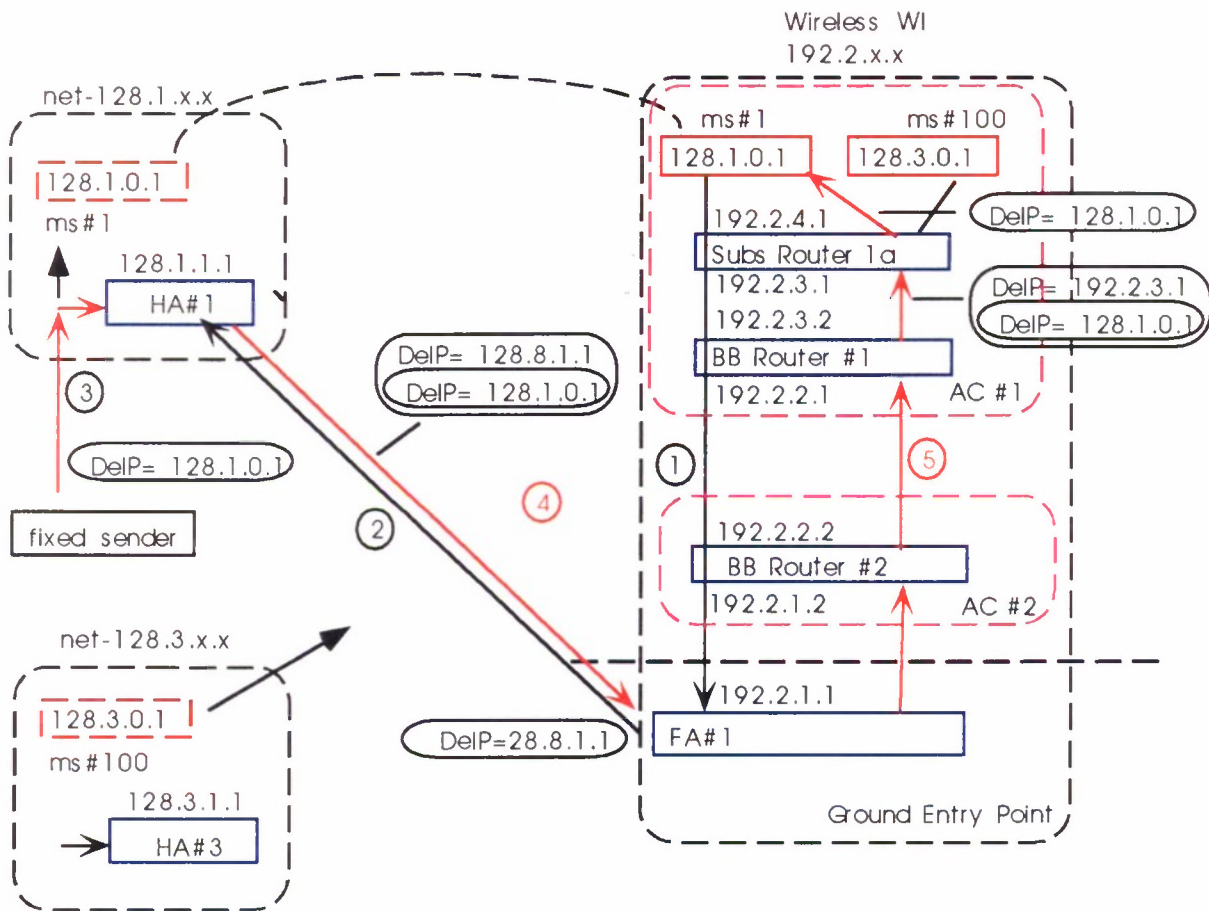 Wireless WI
192.2.x.x
net-128.1.x.x
ms#1
ms#100
128.1.0.1
128.3.0.1
128.1.0.1
ms#1
192.2.4.1
DeIP= 128.1.0.1
Subs Router 1a
128.1.1.1
HA#1
192.2.3.1
DeIP= 192.2.3.1
DeIP= 128.1.0.1
192.2.3.2
BB Router #1
192.2.2.1
AC #1
DeIP= 128.8.1.1
DeIP= 128.1.0.1
3
DeIP= 128.1.0.1
1
5
4
2
fixed sender
192.2.2.2
BB Router #2
192.2.1.2
AC #2
net-128.3.x.x
128.3.0.1
ms#100
192.2.1.1
FA#1
DeIP=28.8.1.1
128.3.1.1
HA#3
Ground Entry Point